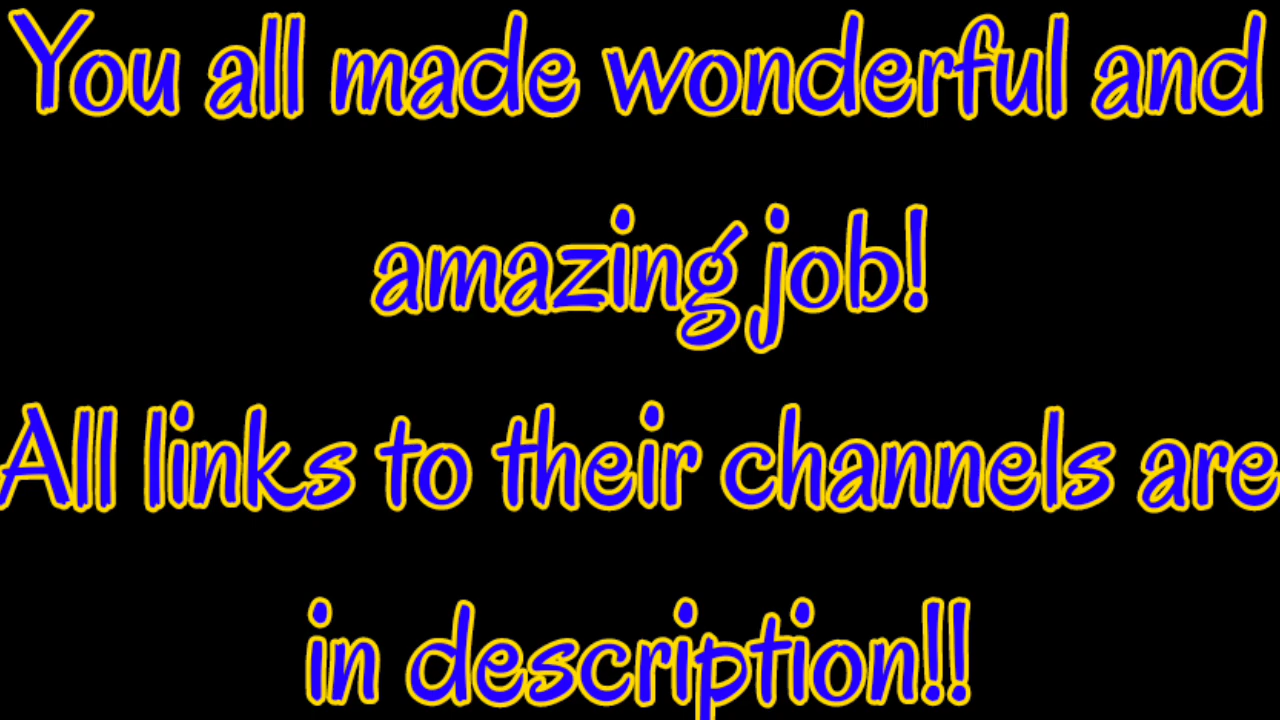 You all made wonderful and
amazing job!
All links to their channels are
in description!!